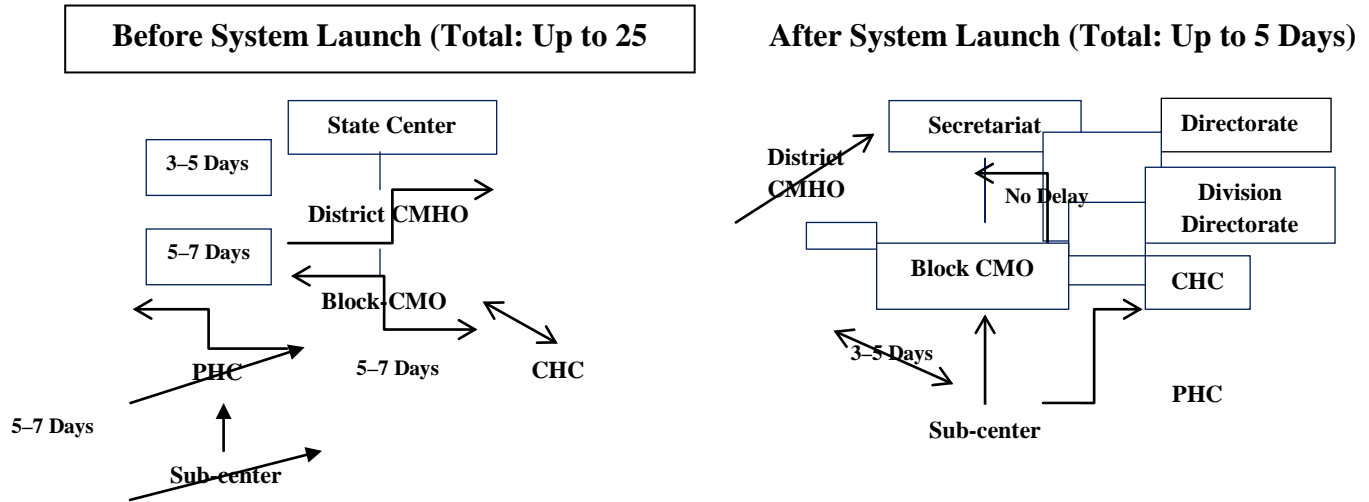 Before System Launch (Total: Up to 25
State Center
3–5 Days
District CMHO
5–7 Days
Block-CMO
PHC
5–7 Days
CHC
5–7 Days
Sub-center
After System Launch (Total: Up to 5 Days)
Secretariat
Directorate
District
CMHO
No Delay
Division
Directorate
Block CMO
CHC
3–5 Days
PHC
Sub-center